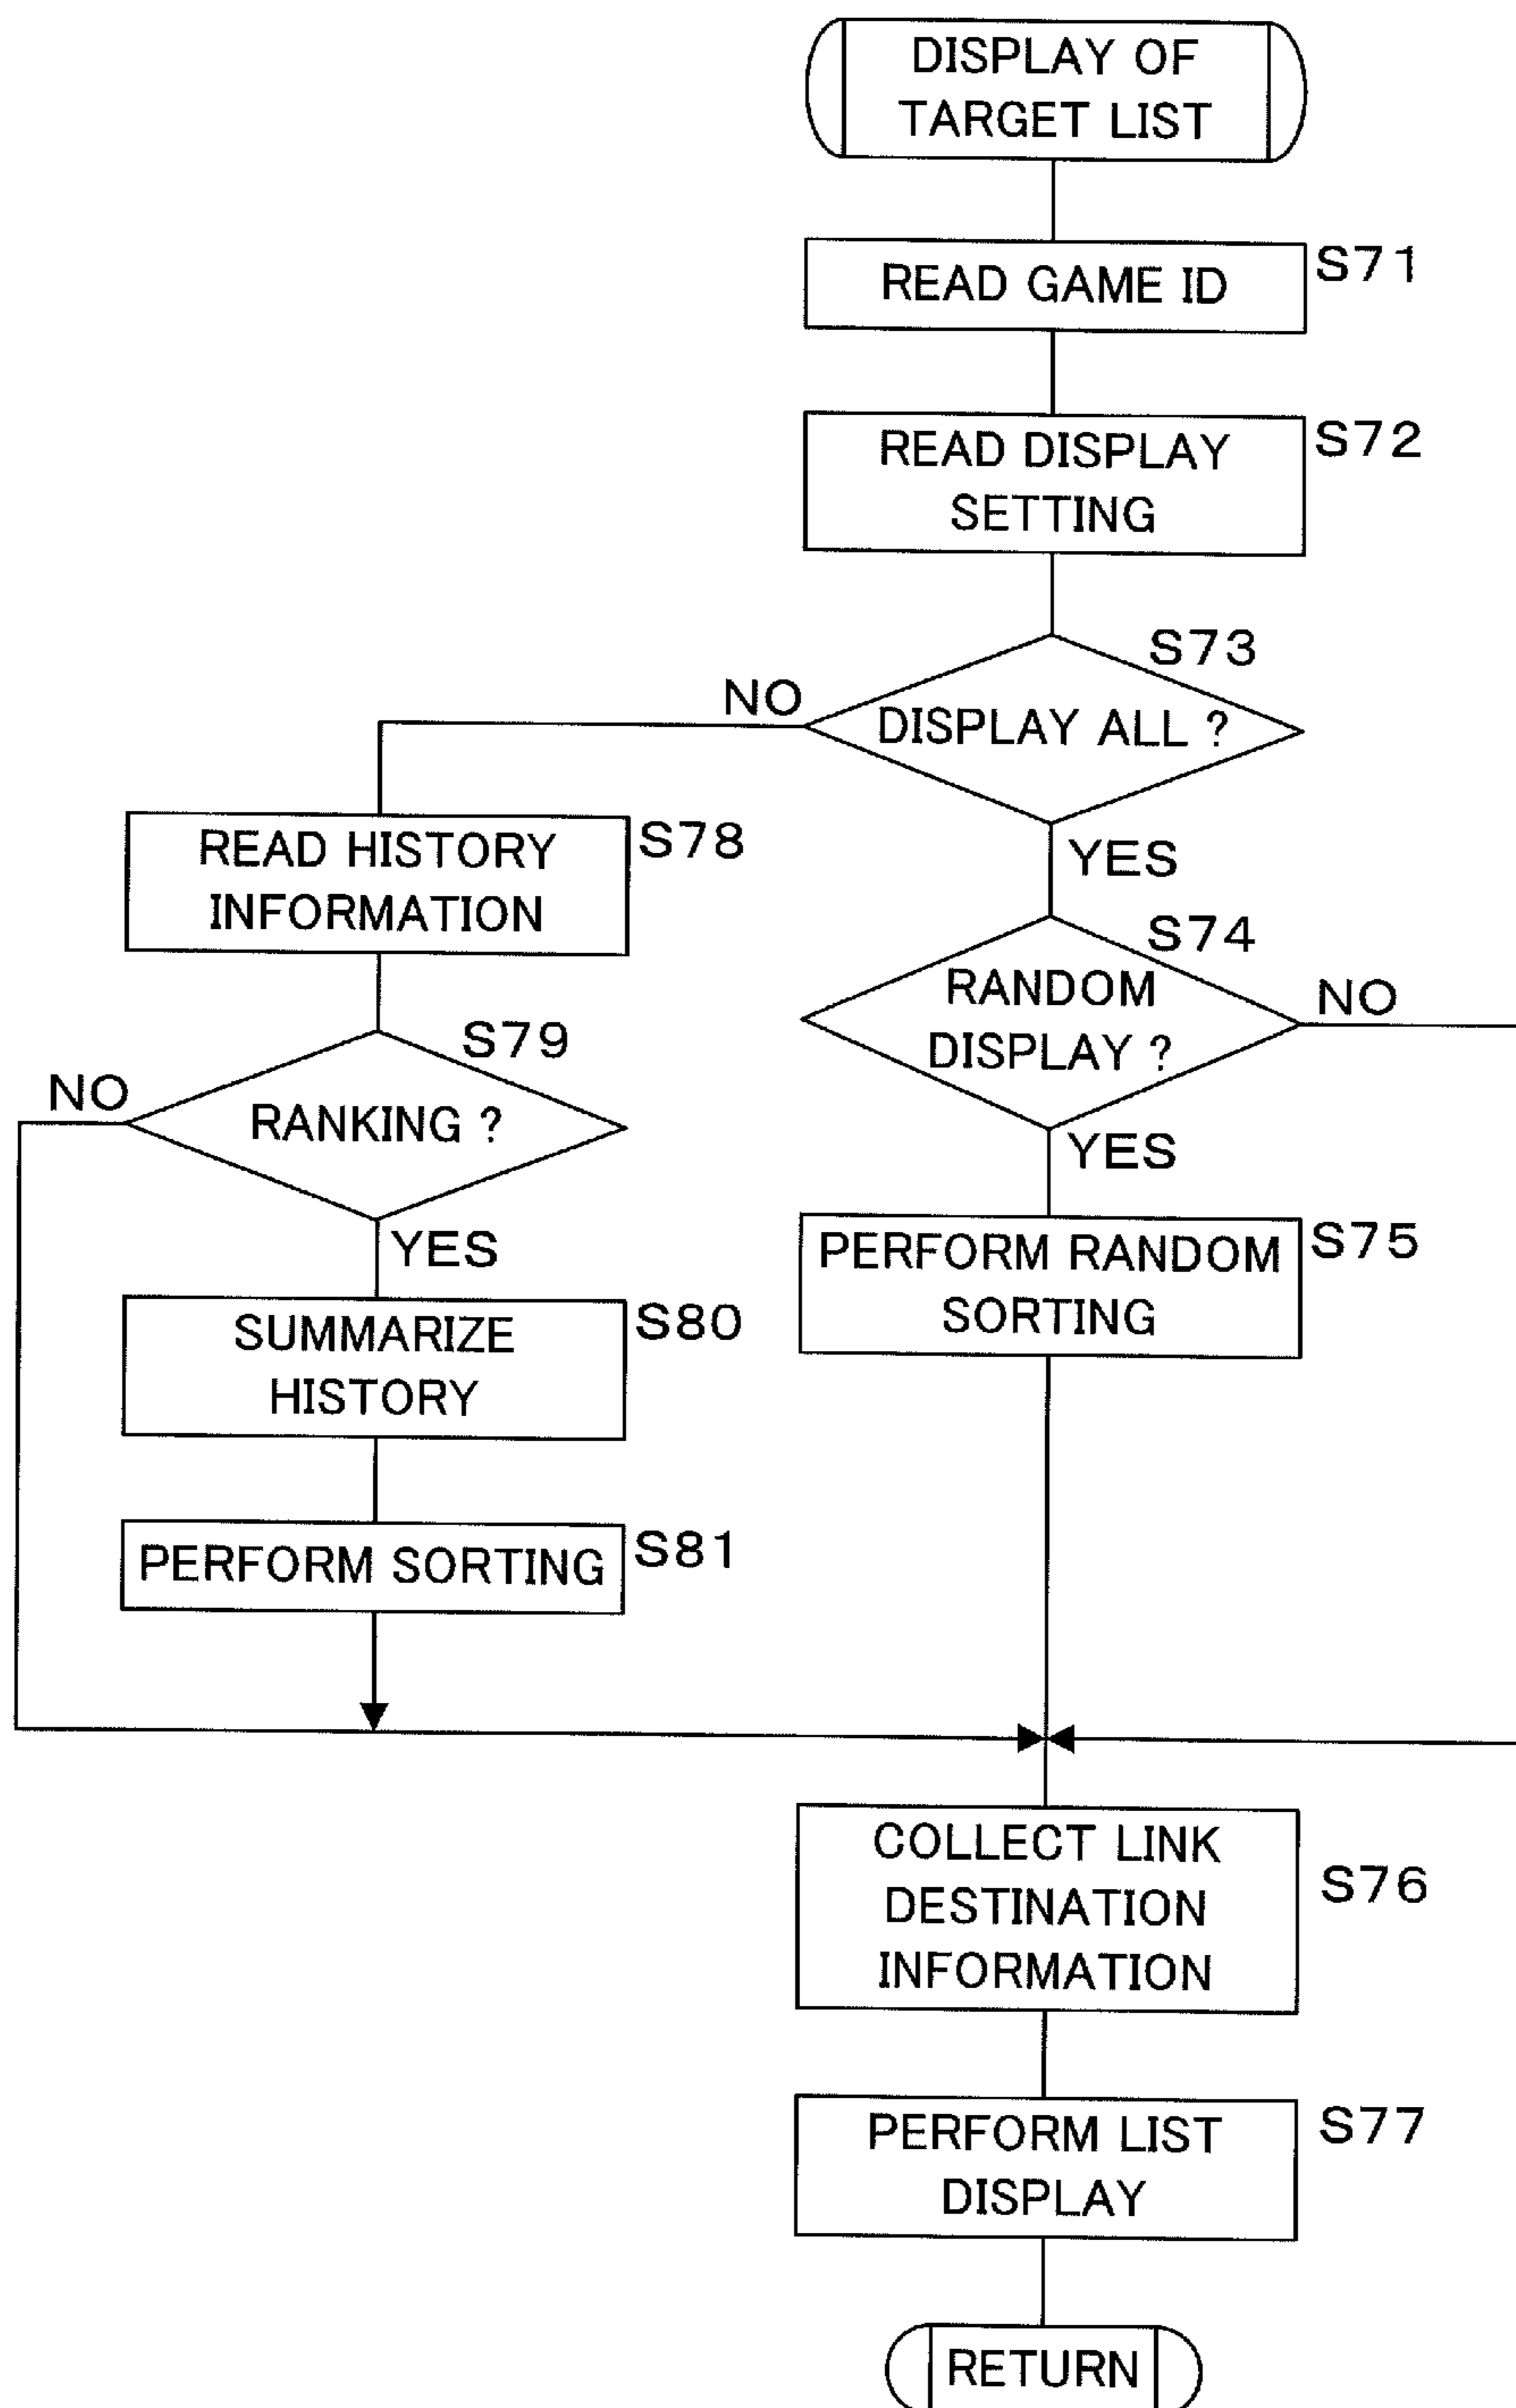 DISPLAY OF
TARGET LIST
READ GAME ID
S71
READ DISPLAY
SETTING
S72
S73
NO
DISPLAY ALL ?
YES
READ HISTORY
INFORMATION
S78
S74
RANDOM
DISPLAY ?
NO
S79
NO
RANKING ?
YES
YES
PERFORM RANDOM
SORTING
S75
SUMMARIZE
HISTORY
S80
PERFORM SORTING
S81
COLLECT LINK
DESTINATION
INFORMATION
S76
PERFORM LIST
DISPLAY
S77
RETURN